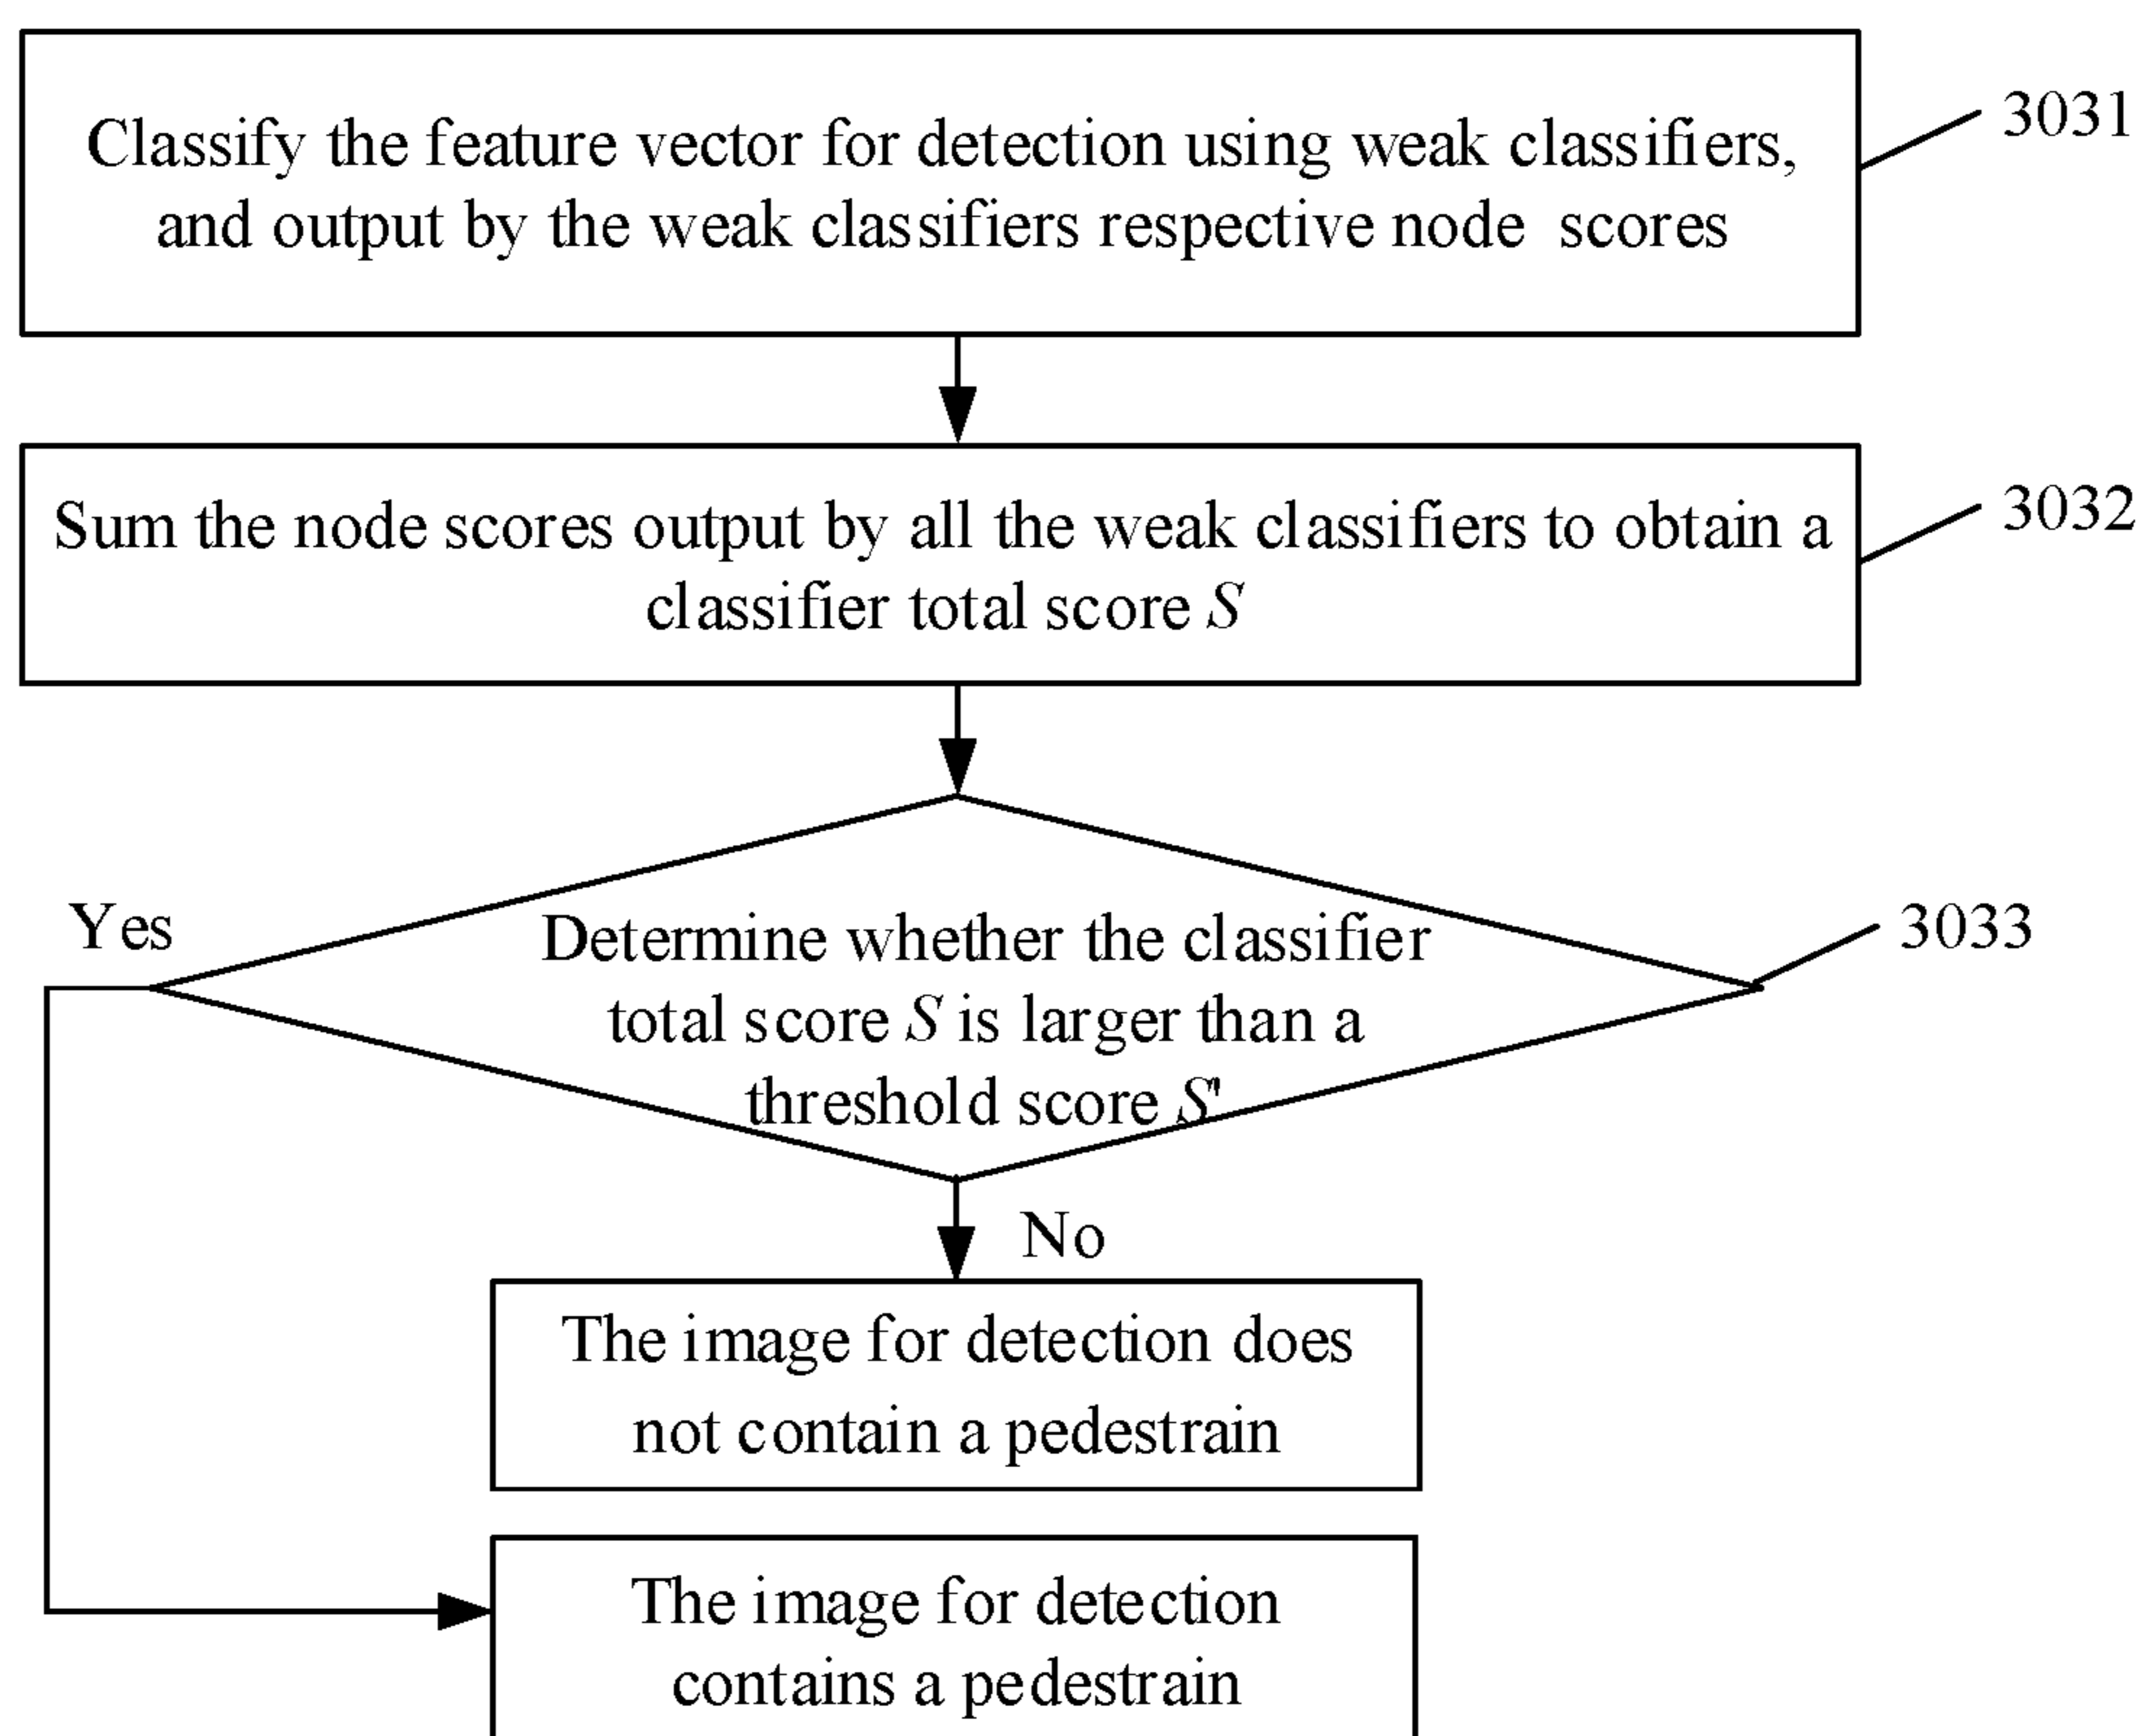 Classify the feature vector for detection using weak classifiers,
and output by the weak classifiers respective node scores
3031
Sum the node scores output by all the weak classifiers to obtain a
classifier total score S
3032
Yes
Determine whether the classifier
total score S is larger than a
threshold score S'
3033
No
The image for detection does
not contain a pedestrain
The image for detection
contains a pedestrain